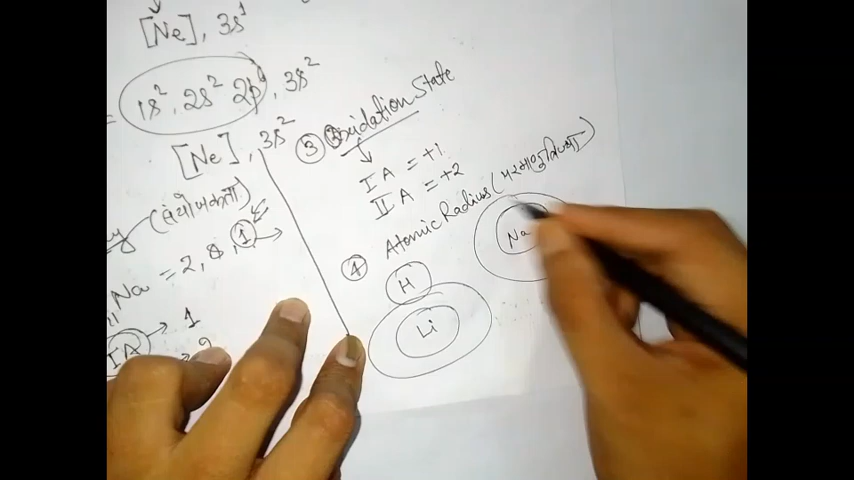 [Ne], 3s¹
= 1s², 2s² 2p⁶, 3s²
[Ne], 3s²
(संयोजकता)
Na = 2, 8, 1
IA → 1
→ 2
③ Oxidation State
IA = +1
IIA = +2
④ Atomic Radius (परमाणु त्रिज्या)
H
Li
Na